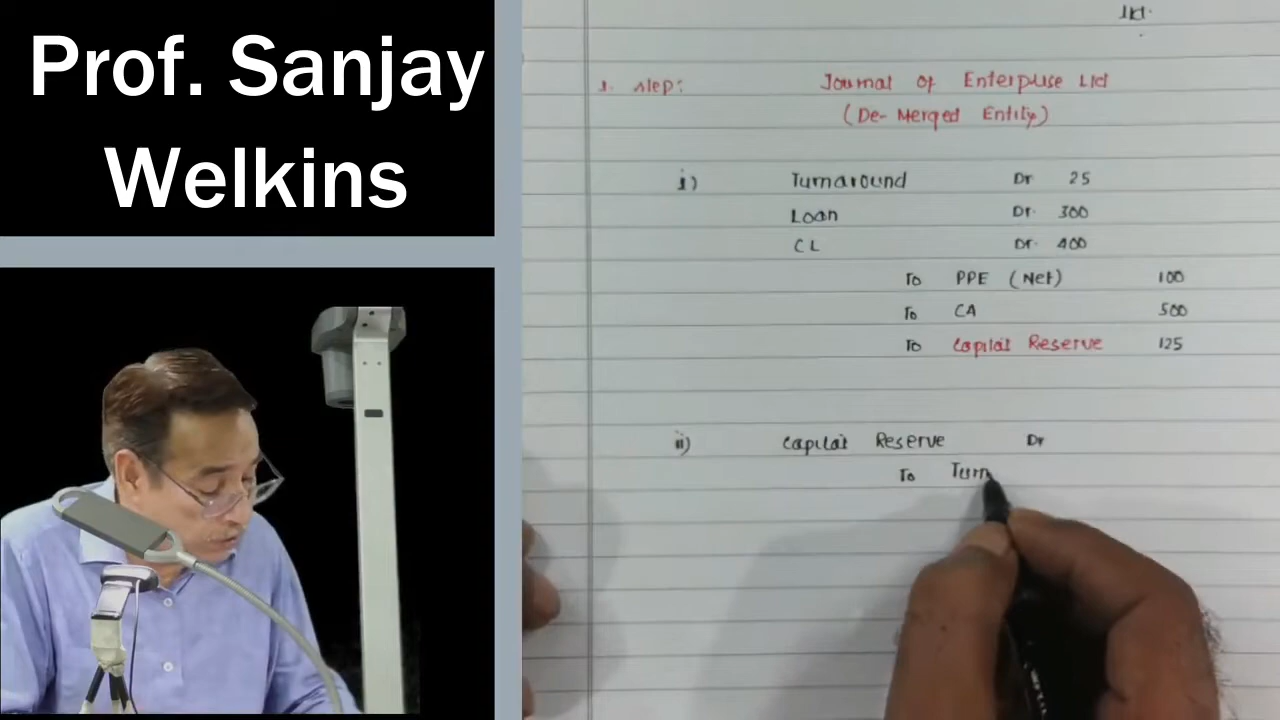 Prof. Sanjay
Welkins
1. Step: Journal of Enterprise Ltd
(De-Merged Entity)
i) Turnaround Dr 25
Loan Dr. 300
CL Dr. 400
To PPE (Net) 100
To CA 500
To Capital Reserve 125
ii) Capital Reserve Dr
To Turn